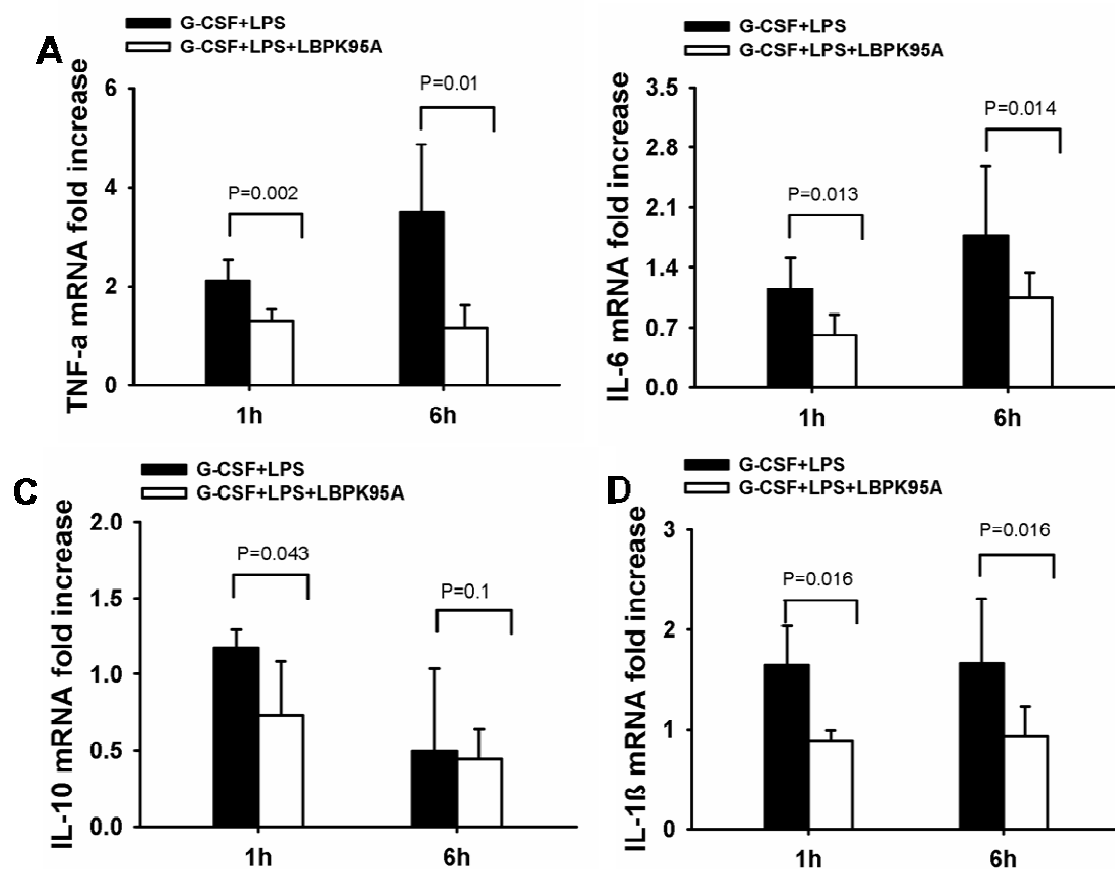 A
G-CSF+LPS
G-CSF+LPS+LBPK95A
TNF-a mRNA fold increase
6
4
2
0
P=0.002
P=0.01
1h
6h
G-CSF+LPS
G-CSF+LPS+LBPK95A
IL-6 mRNA fold increase
3.5
2.8
2.1
1.4
0.7
0.0
P=0.013
P=0.014
1h
6h
C
G-CSF+LPS
G-CSF+LPS+LBPK95A
IL-10 mRNA fold increase
2.0
1.5
1.0
0.5
0.0
P=0.043
P=0.1
1h
6h
D
G-CSF+LPS
G-CSF+LPS+LBPK95A
IL-1ß mRNA fold increase
3
2
1
0
P=0.016
P=0.016
1h
6h